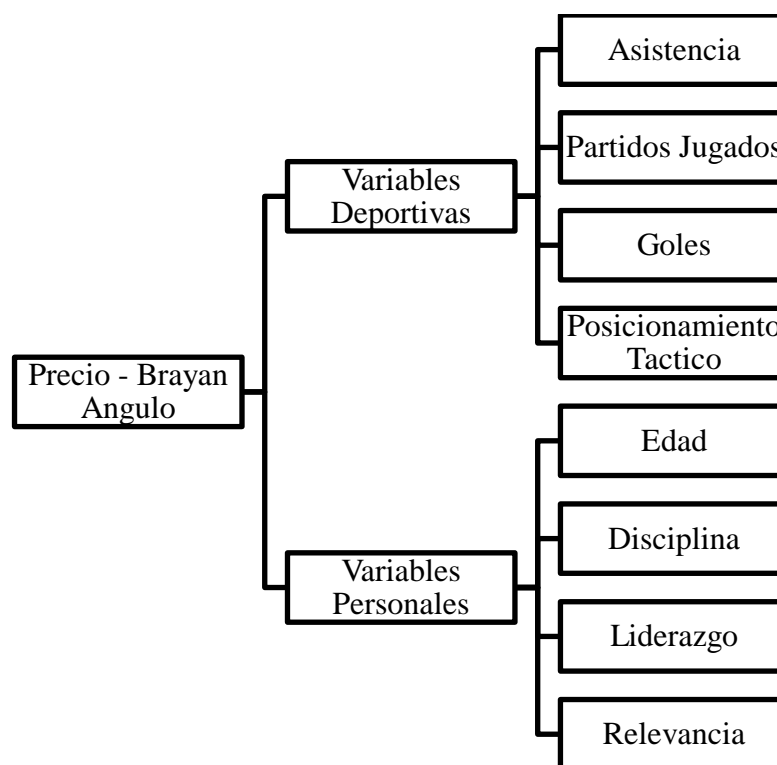 Precio - Brayan
Angulo
Variables
Deportivas
Asistencia
Partidos Jugados
Goles
Posicionamiento
Tactico
Variables
Personales
Edad
Disciplina
Liderazgo
Relevancia